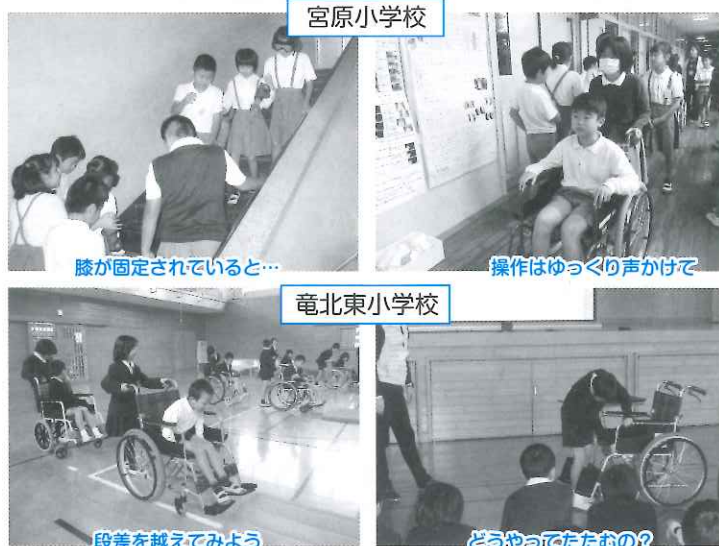 宮原小学校
膝が固定されていると…
操作はゆっくり声かけて
竜北東小学校
段差を越えてみよう
どうやってたたむの？